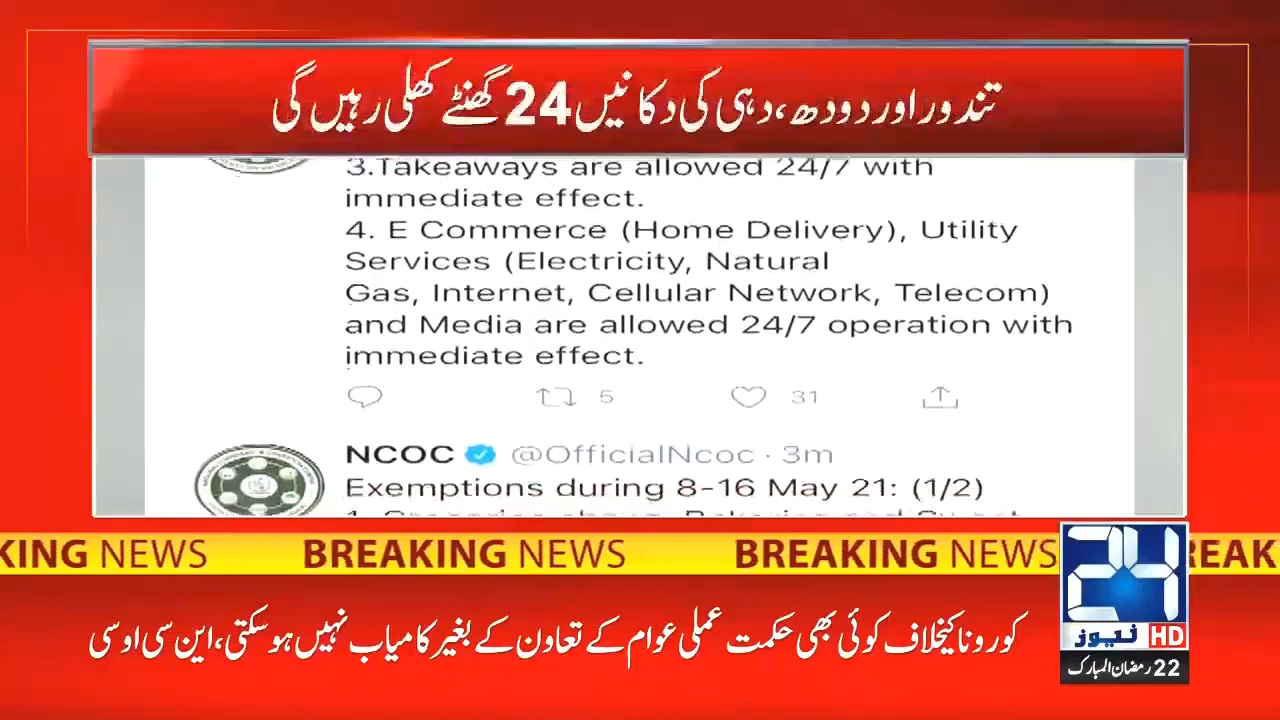 تندور اور دودھ، دہی کی دکانیں 24 گھنٹے کھلی رہیں گی
3.Takeaways are allowed 24/7 with
immediate effect.
4. E Commerce (Home Delivery), Utility
Services (Electricity, Natural
Gas, Internet, Cellular Network, Telecom)
and Media are allowed 24/7 operation with
immediate effect.
5 31
NCOC @OfficialNcoc · 3m
Exemptions during 8-16 May 21: (1/2)
KING NEWS BREAKING NEWS BREAKING NEWS REAK
24
نیوز HD
کورونا کیخلاف کوئی بھی حکمت عملی عوام کے تعاون کے بغیر کامیاب نہیں ہوسکتی، این سی او سی
22 رمضان المبارک